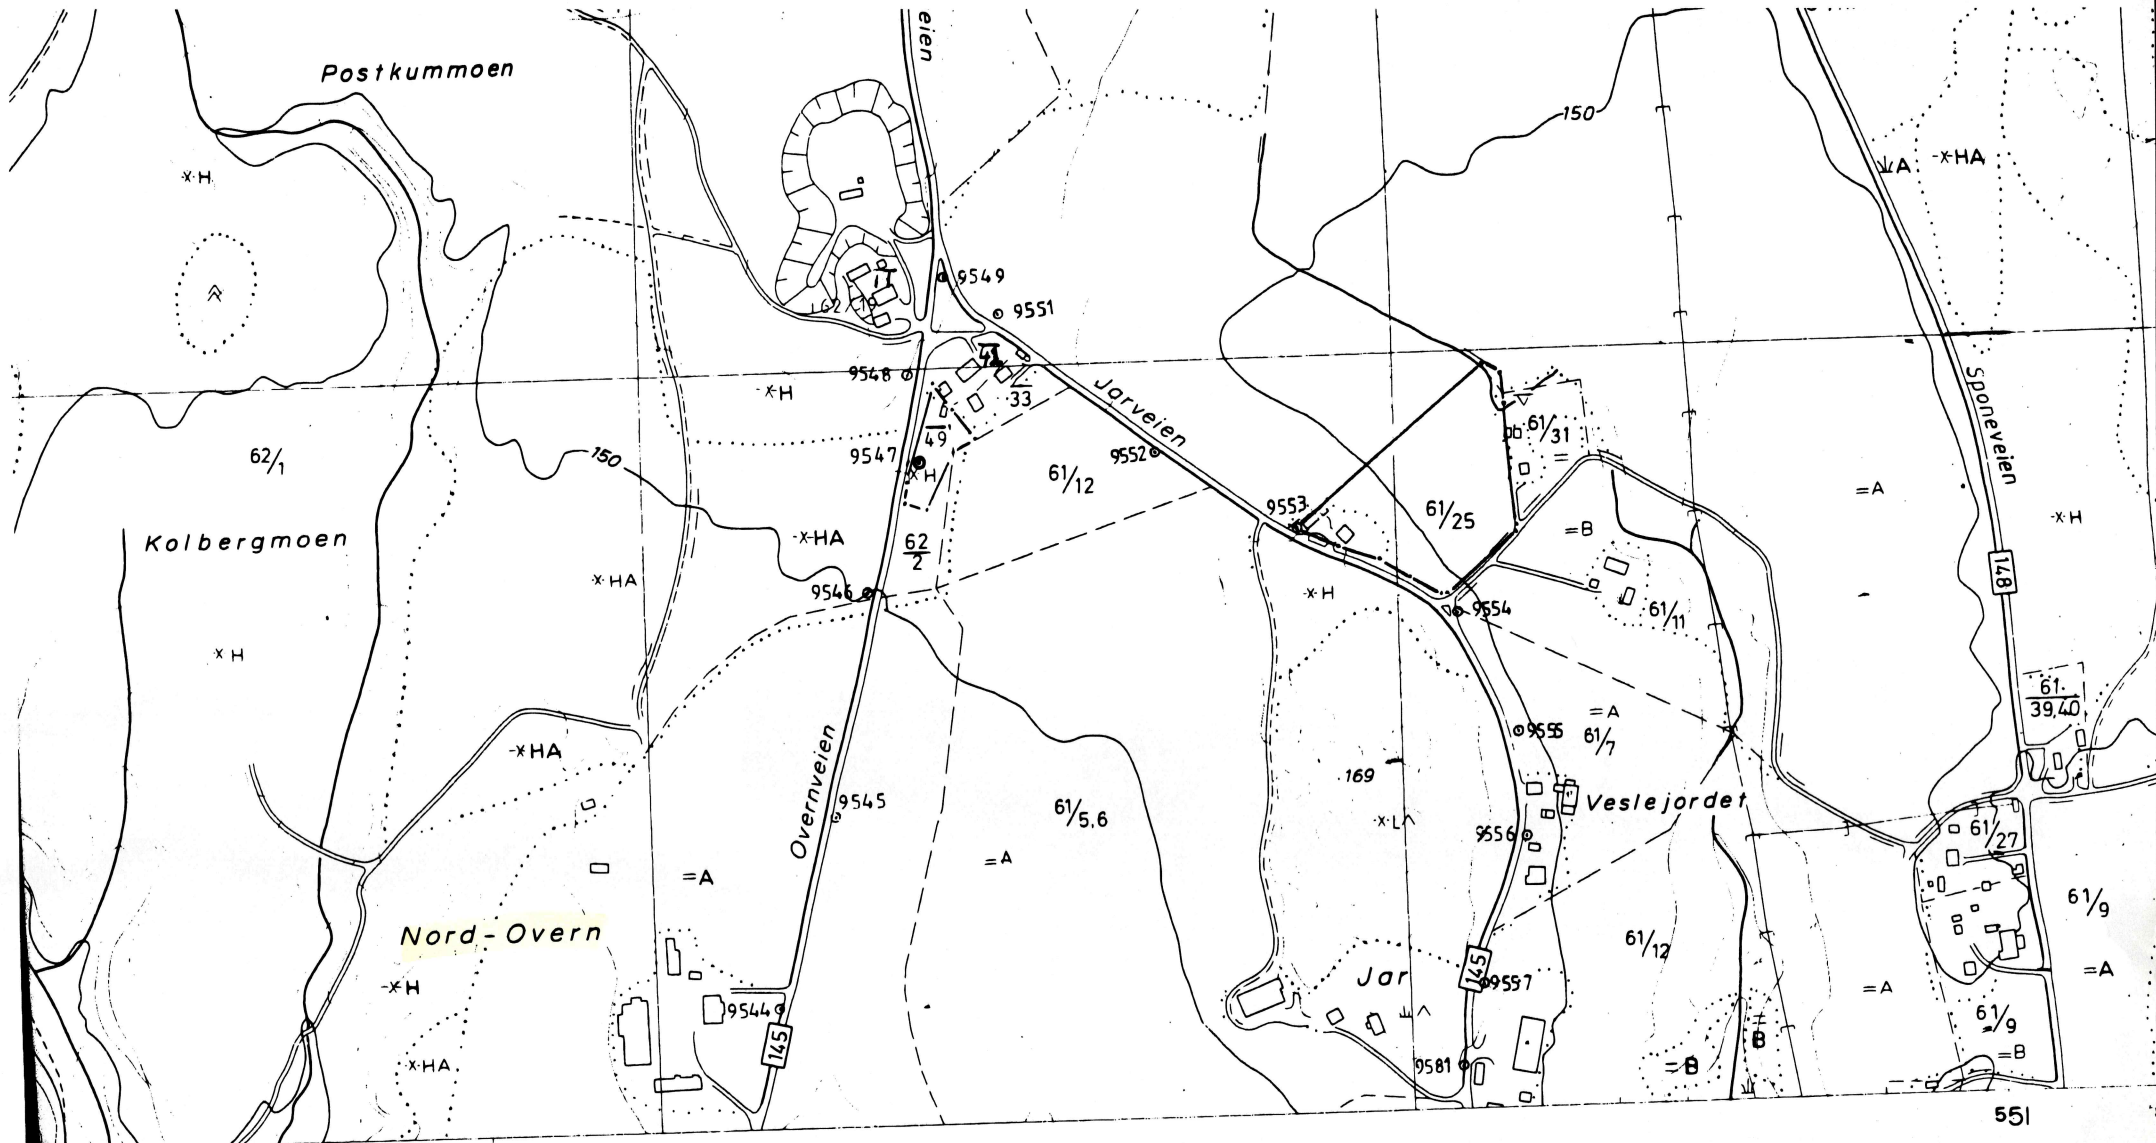 eien
Postkummoen
150
x H
A
x HA
9549
9551
62/19
9548
x H
33
Jarveien
Sponeveien
49
61/31
=
62/1
150
9547
x H
61/12
9552
=A
9553
61/25
=B
x H
Kolbergmoen
x HA
62
2
148
x HA
9546
x H
9554
61/11
x H
61
39,40
=A
9555
61/7
x HA
Overnveien
169
9545
61/5,6
Veslejordet
x L
9556
61/27
=A
=A
61/9
Nord-Overn
61/12
Jar
145
9557
=A
=A
x H
9544
145
61/9
=B
x HA
9581
=B
=
B
551